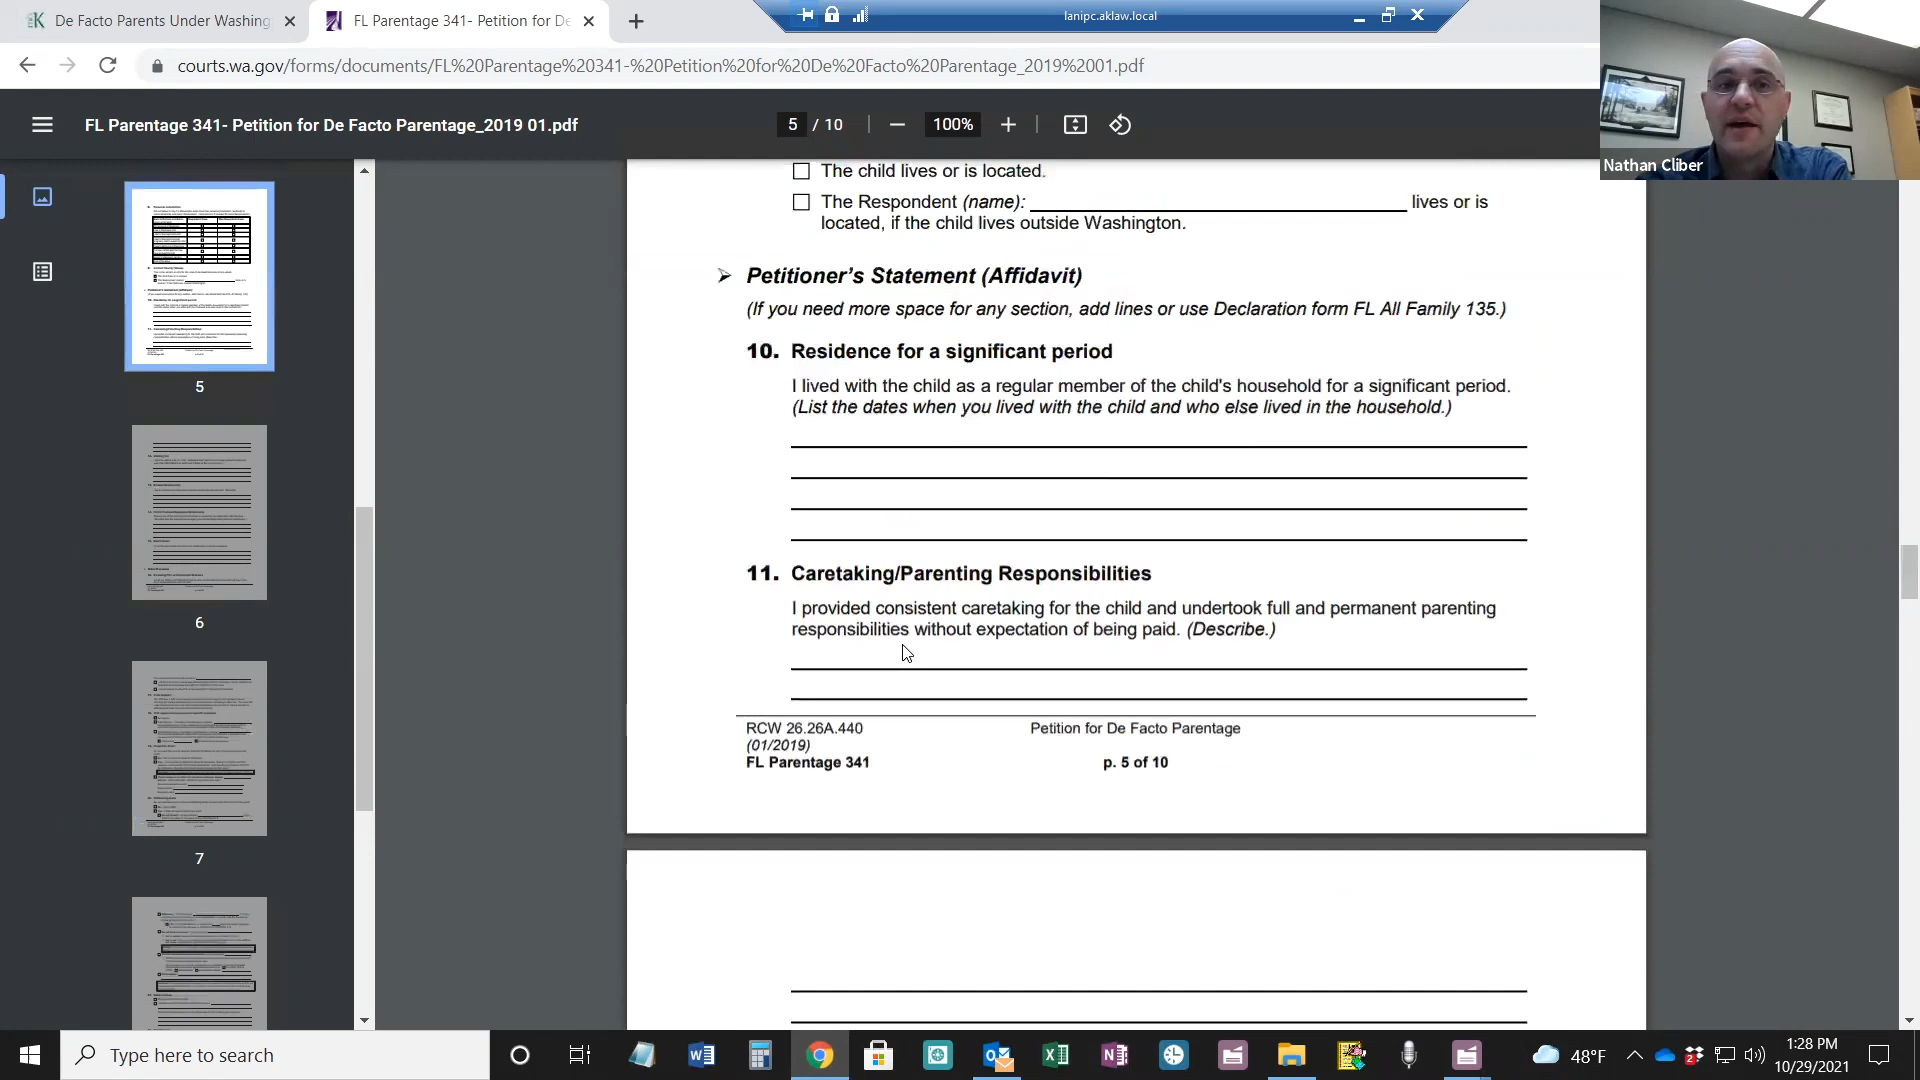 De Facto Parents Under Washing
FL Parentage 341- Petition for De
lanipc.aklaw.local
courts.wa.gov/forms/documents/FL%20Parentage%20341-%20Petition%20for%20De%20Facto%20Parentage_2019%2001.pdf
FL Parentage 341- Petition for De Facto Parentage_2019 01.pdf
5 / 10
100%
Nathan Cliber
5
6
7
The child lives or is located.
The Respondent (name): lives or is
located, if the child lives outside Washington.
Petitioner's Statement (Affidavit)
(If you need more space for any section, add lines or use Declaration form FL All Family 135.)
10. Residence for a significant period
I lived with the child as a regular member of the child's household for a significant period.
(List the dates when you lived with the child and who else lived in the household.)
11. Caretaking/Parenting Responsibilities
I provided consistent caretaking for the child and undertook full and permanent parenting
responsibilities without expectation of being paid. (Describe.)
RCW 26.26A.440
(01/2019)
FL Parentage 341
Petition for De Facto Parentage
p. 5 of 10
Type here to search
48°F
1:28 PM
10/29/2021